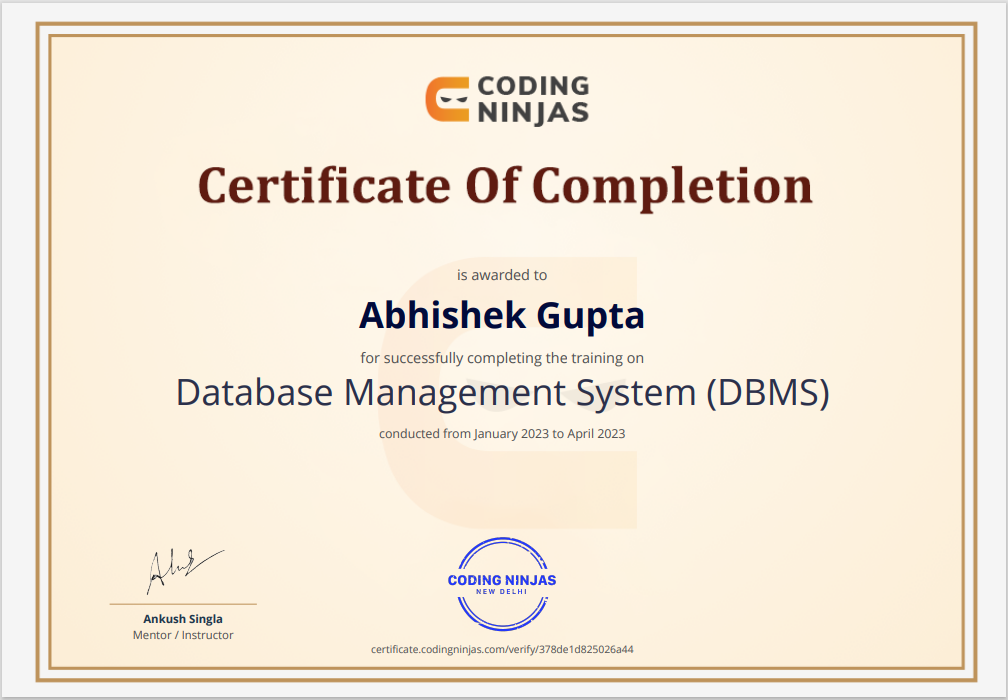 CODING
NINJAS
Certificate Of Completion
is awarded to
Abhishek Gupta
for successfully completing the training on
Database Management System (DBMS)
conducted from January 2023 to April 2023
CODING NINJAS
NEW DELHI
Ankush Singla
Mentor / Instructor
certificate.codingninjas.com/verify/378de1d825026a44